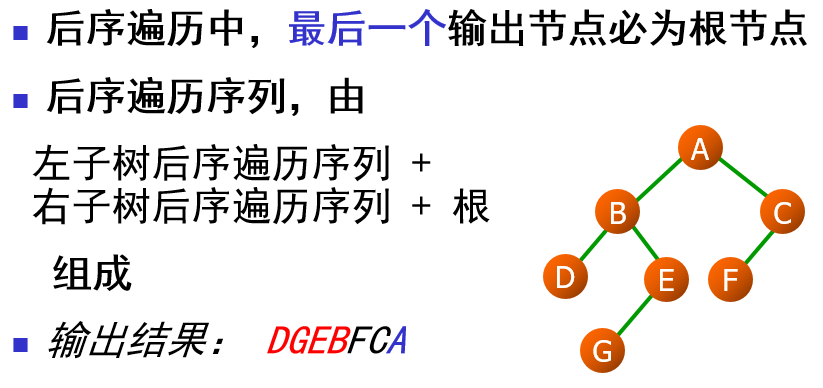 后序遍历中，最后一个输出节点必为根节点
后序遍历序列，由
左子树后序遍历序列 +
右子树后序遍历序列 + 根
组成
输出结果： DGEBFCA
A
B
C
D
E
F
G